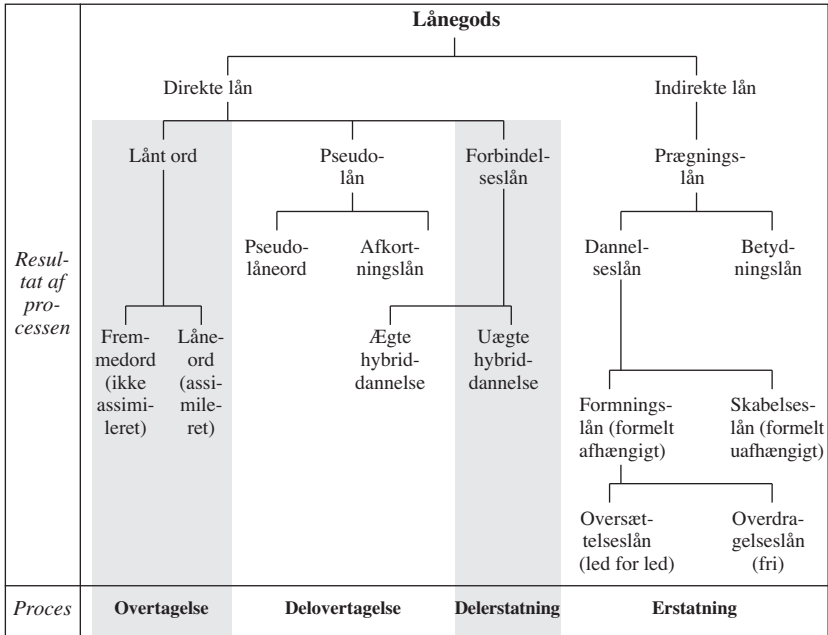 Lånegods
Direkte lån
Indirekte lån
Lånt ord
Pseudo-
lån
Forbindel-
seslån
Prægnings-
lån
Pseudo-
låneord
Afkort-
ningslån
Dannel-
seslån
Betyd-
ningslån
Resul-
tat af
pro-
cessen
Frem-
medord
(ikke
assimi-
leret)
Låne-
ord
(assi-
mile-
ret)
Ægte
hybrid-
dannelse
Uægte
hybrid-
dannelse
Formnings-
lån (formelt
afhængigt)
Skabelses-
lån (formelt
uafhængigt)
Oversæt-
telseslån
(led for led)
Overdra-
gelseslån
(fri)
Proces
Overtagelse
Delovertagelse
Delerstatning
Erstatning